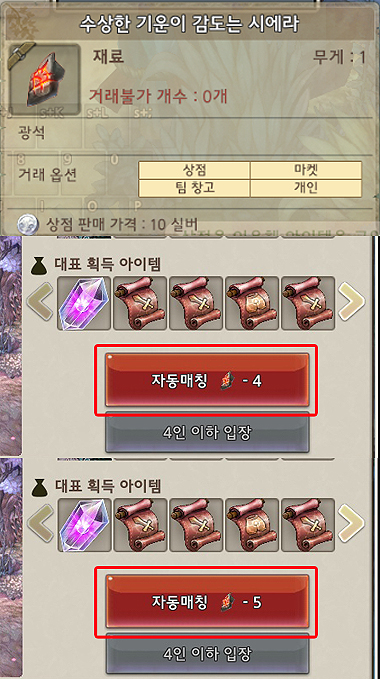 수상한 기운이 감도는 시에라
재료 무게 : 1
거래불가 개수 : 0개
광석
거래 옵션 상점 마켓
팀 창고 개인
상점 판매 가격 : 10 실버
대표 획득 아이템
자동매칭 - 4
4인 이하 입장
대표 획득 아이템
자동매칭 - 5
4인 이하 입장